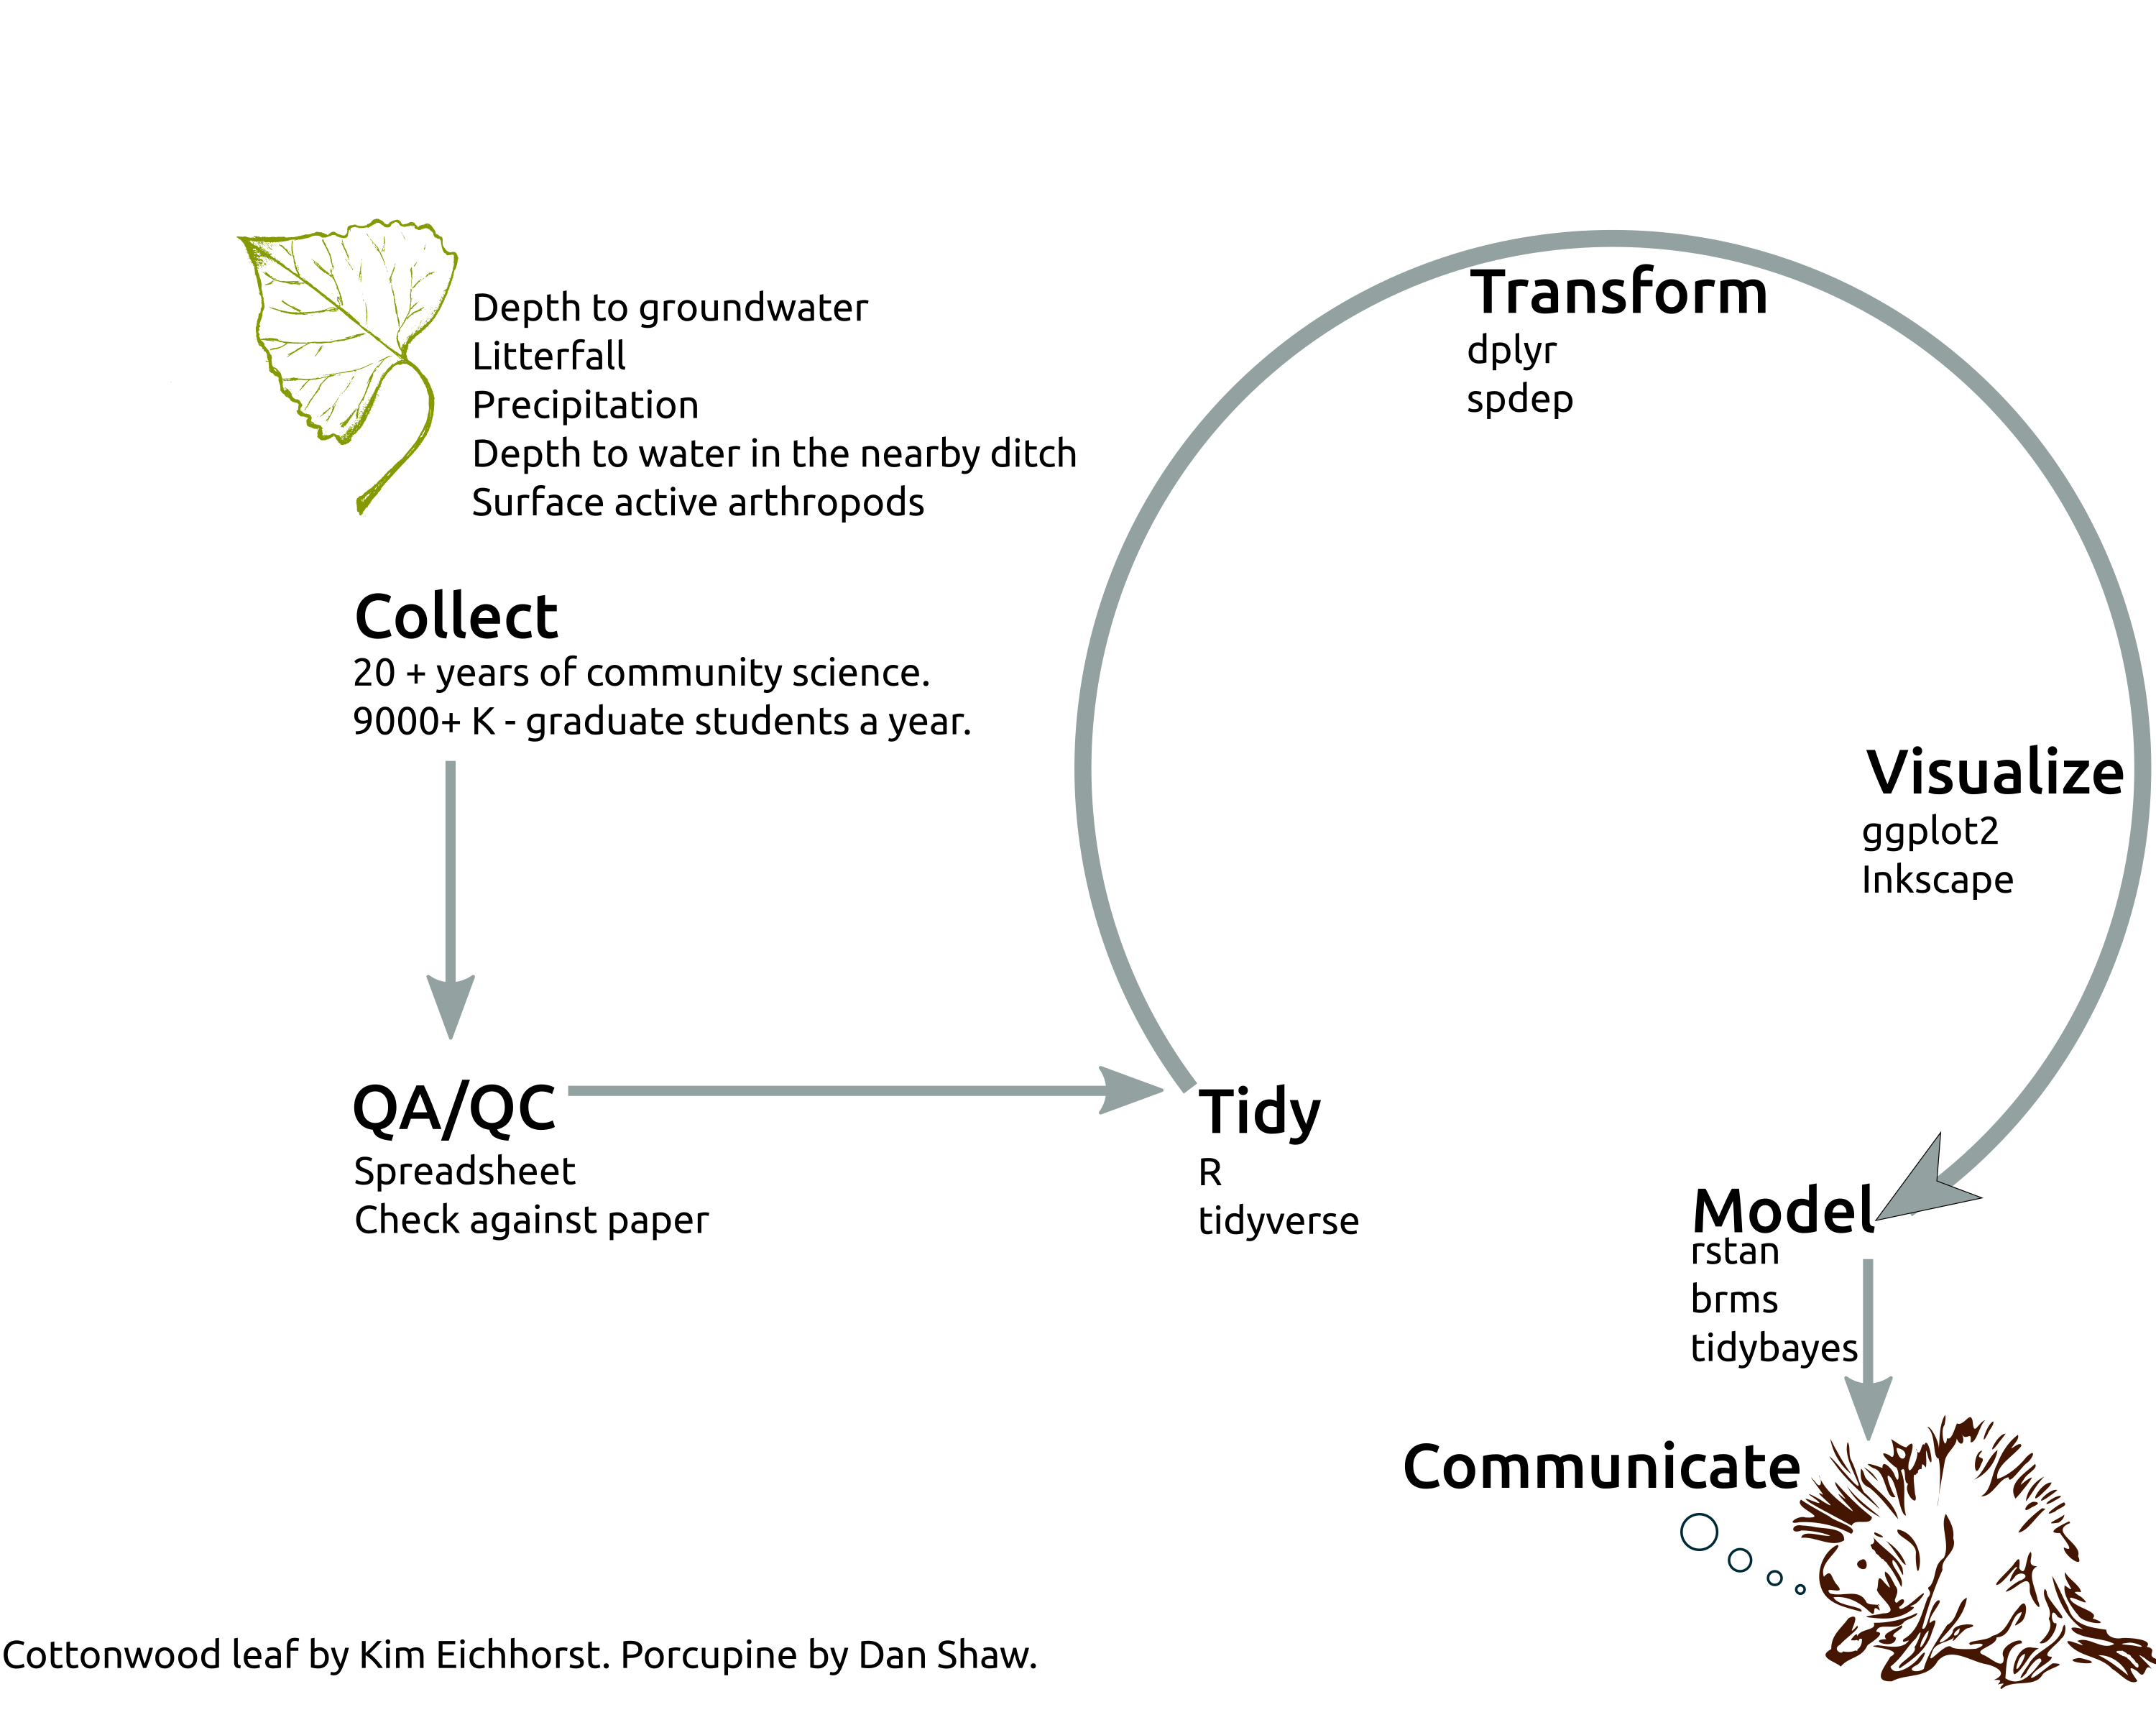 Depth to groundwater
Litterfall
Precipitation
Depth to water in the nearby ditch
Surface active arthropods
Collect
20 + years of community science.
9000+ K - graduate students a year.
QA/QC
Spreadsheet
Check against paper
Tidy
R
tidyverse
Transform
dplyr
spdep
Visualize
ggplot2
Inkscape
Model
rstan
brms
tidybayes
Communicate
Cottonwood leaf by Kim Eichhorst. Porcupine by Dan Shaw.